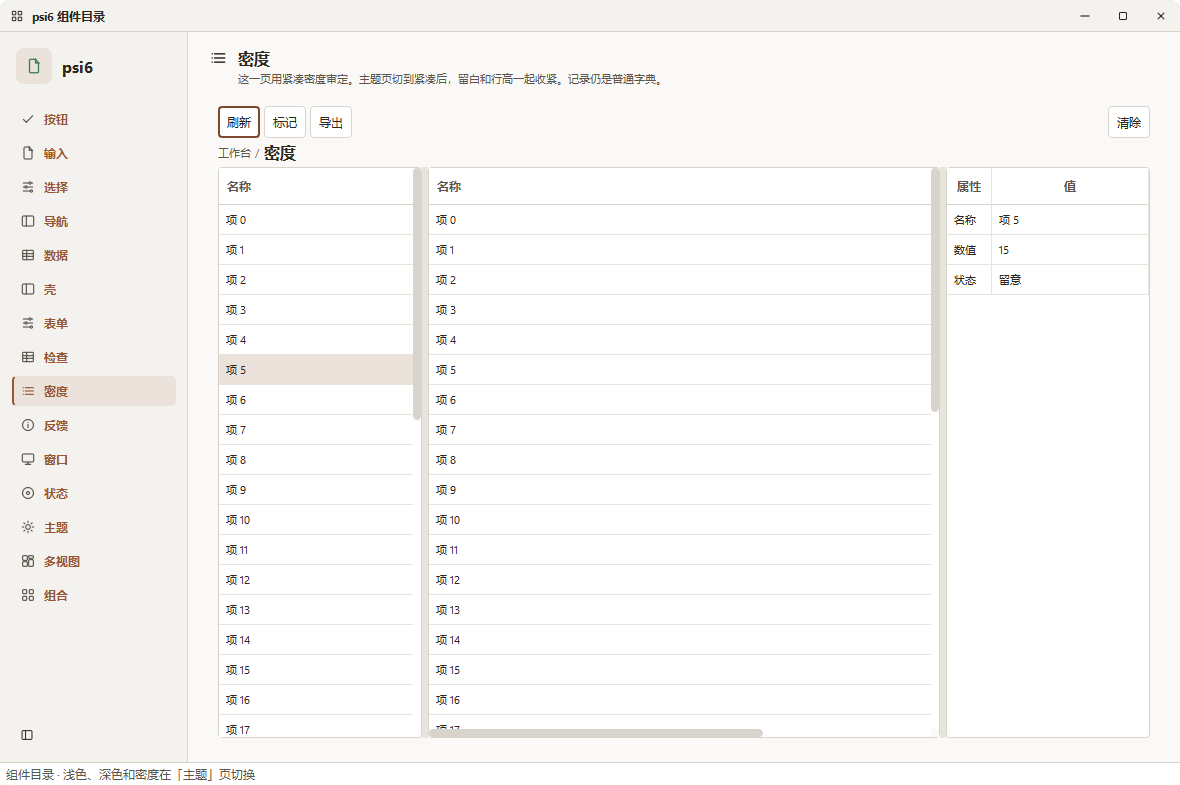 psi6 组件目录
psi6
按钮
输入
选择
导航
数据
壳
表单
检查
密度
反馈
窗口
状态
主题
多视图
组合
密度
这一页用紧凑密度审定。主题页切到紧凑后，留白和行高一起收紧。记录仍是普通字典。
刷新 标记 导出 清除
工作台 / 密度
名称
项 0
项 1
项 2
项 3
项 4
项 5
项 6
项 7
项 8
项 9
项 10
项 11
项 12
项 13
项 14
项 15
项 16
项 17
名称
项 0
项 1
项 2
项 3
项 4
项 5
项 6
项 7
项 8
项 9
项 10
项 11
项 12
项 13
项 14
项 15
项 16
项 17
属性 值
名称 项 5
数值 15
状态 留意
组件目录 · 浅色、深色和密度在「主题」页切换